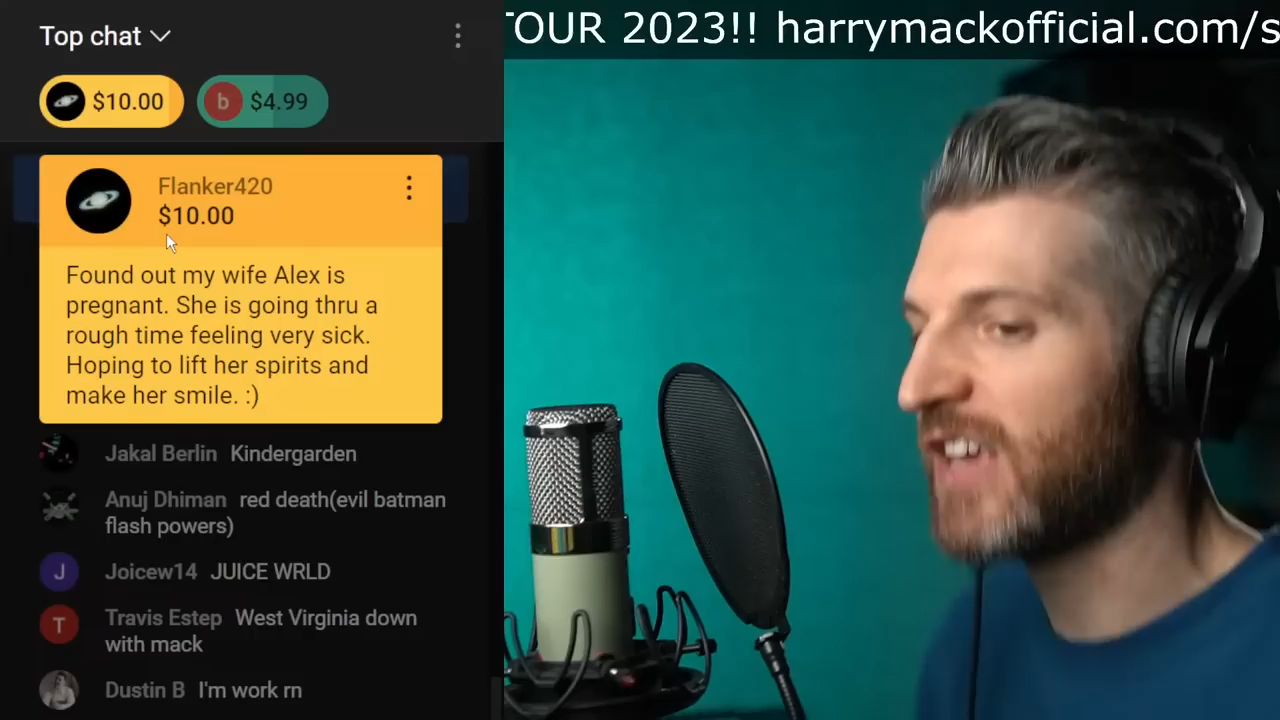 Top chat
OUR 2023!! harrymackofficial.com/s
$10.00
b $4.99
Flanker420
$10.00
Found out my wife Alex is
pregnant. She is going thru a
rough time feeling very sick.
Hoping to lift her spirits and
make her smile. :)
Jakal Berlin Kindergarden
Anuj Dhiman red death(evil batman
flash powers)
J Joicew14 JUICE WRLD
T Travis Estep West Virginia down
with mack
Dustin B I'm work rn